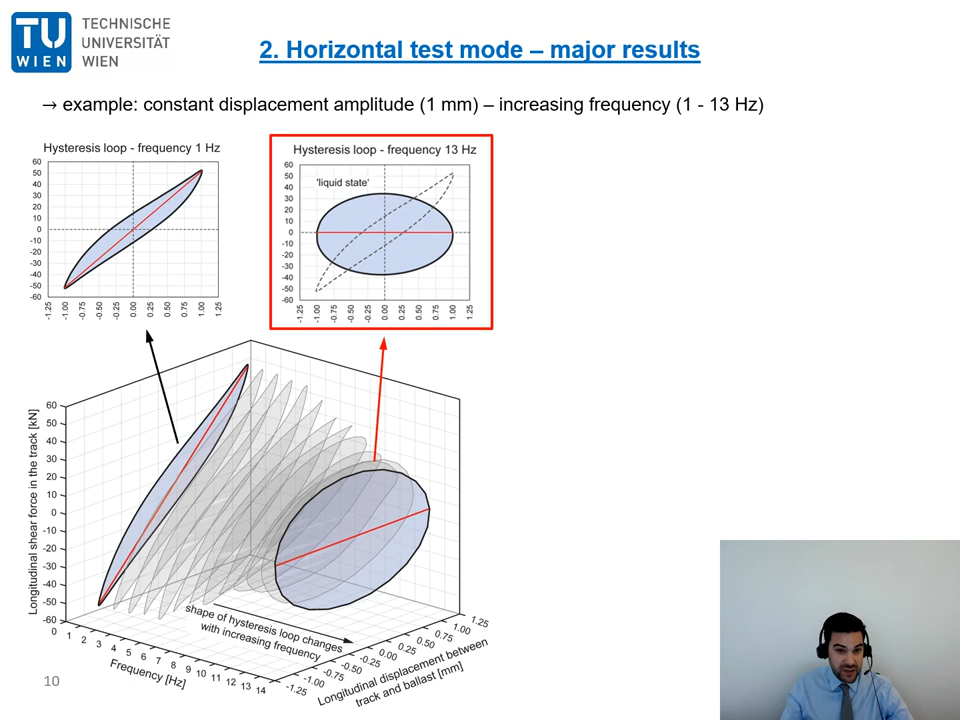 TU
WIEN
TECHNISCHE
UNIVERSITÄT
WIEN
2. Horizontal test mode – major results
→ example: constant displacement amplitude (1 mm) – increasing frequency (1 - 13 Hz)
Hysteresis loop - frequency 1 Hz
60
50
40
30
20
10
0
-10
-20
-30
-40
-50
-60
-1.25 -1.00 -0.75 -0.50 -0.25 0.00 0.25 0.50 0.75 1.00 1.25
Hysteresis loop - frequency 13 Hz
'liquid state'
60
50
40
30
20
10
0
-10
-20
-30
-40
-50
-60
-1.25 -1.00 -0.75 -0.50 -0.25 0.00 0.25 0.50 0.75 1.00 1.25
Longitudinal shear force in the track [kN]
60
50
40
30
20
10
0
-10
-20
-30
-40
-50
-60
0 1 2 3 4 5 6 7 8 9 10 11 12 13 14
Frequency [Hz]
shape of hysteresis loop changes
with increasing frequency
-1.25 -1.00 -0.75 -0.50 -0.25 0.00 0.25 0.50 0.75 1.00 1.25
Longitudinal displacement between
track and ballast [mm]
10